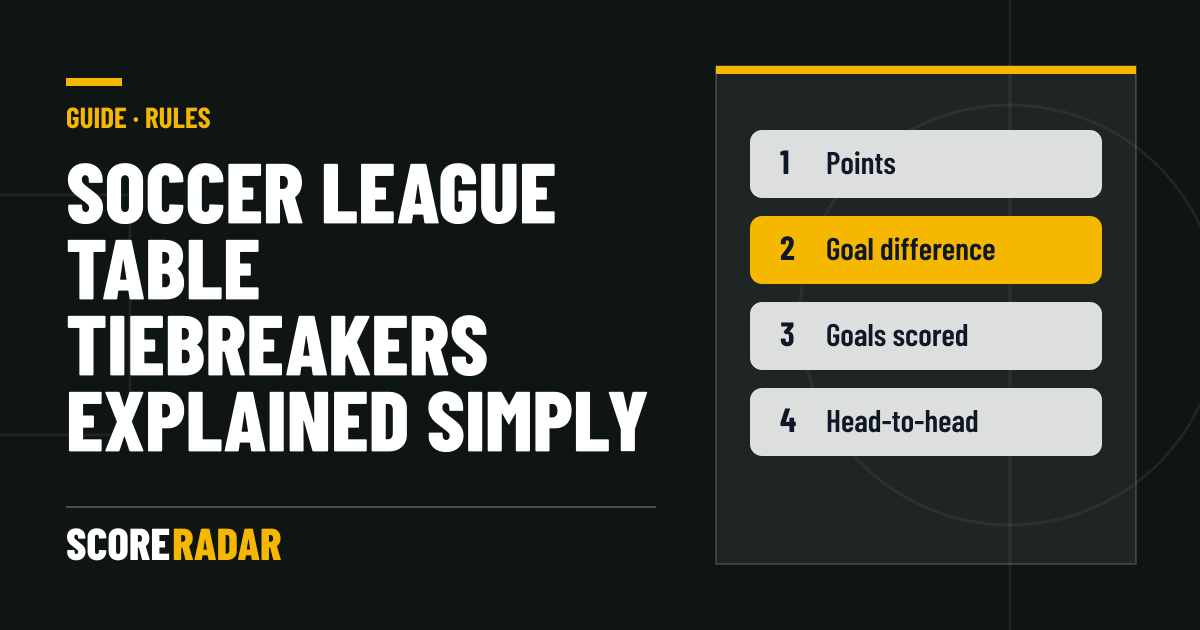 GUIDE · RULES
SOCCER LEAGUE
TABLE
TIEBREAKERS
EXPLAINED SIMPLY
SCORERADAR
1 Points
2 Goal difference
3 Goals scored
4 Head-to-head